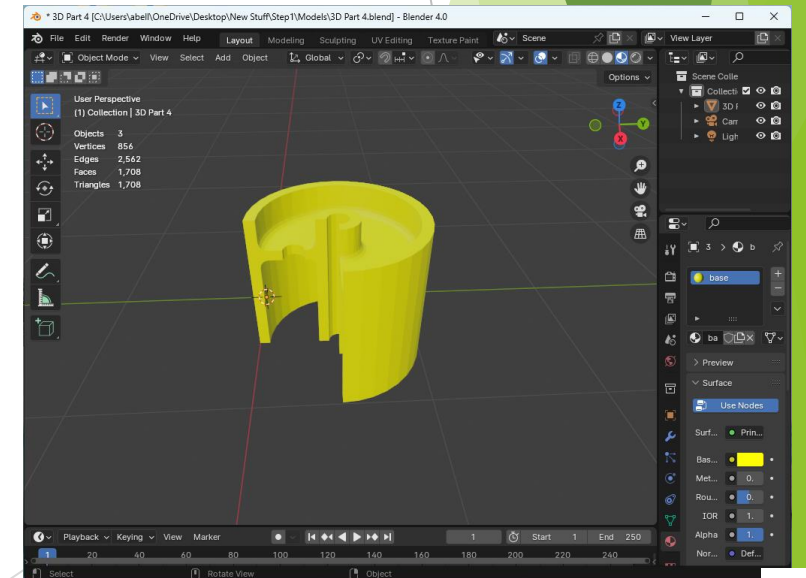 * 3D Part 4 [C:\Users\abell\OneDrive\Desktop\New Stuff\Step1\Models\3D Part 4.blend] - Blender 4.0
File Edit Render Window Help Layout Modeling Sculpting UV Editing Texture Paint Scene View Layer
Object Mode View Select Add Object Global
Options
User Perspective
(1) Collection | 3D Part 4
Objects 3
Vertices 856
Edges 2,562
Faces 1,708
Triangles 1,708
Z
Y
X
Scene Colle
Collecti
3D I
Carr
Ligh
3 > b
base
ba
Preview
Surface
Use Nodes
Surf... Prin...
Bas...
Met... 0.
Rou... 0.
IOR 1.
Alpha 1.
Nor... Def...
Playback Keying View Marker 1 Start 1 End 250
1 20 40 60 80 100 120 140 160 180 200 220 240
Select Rotate View Object